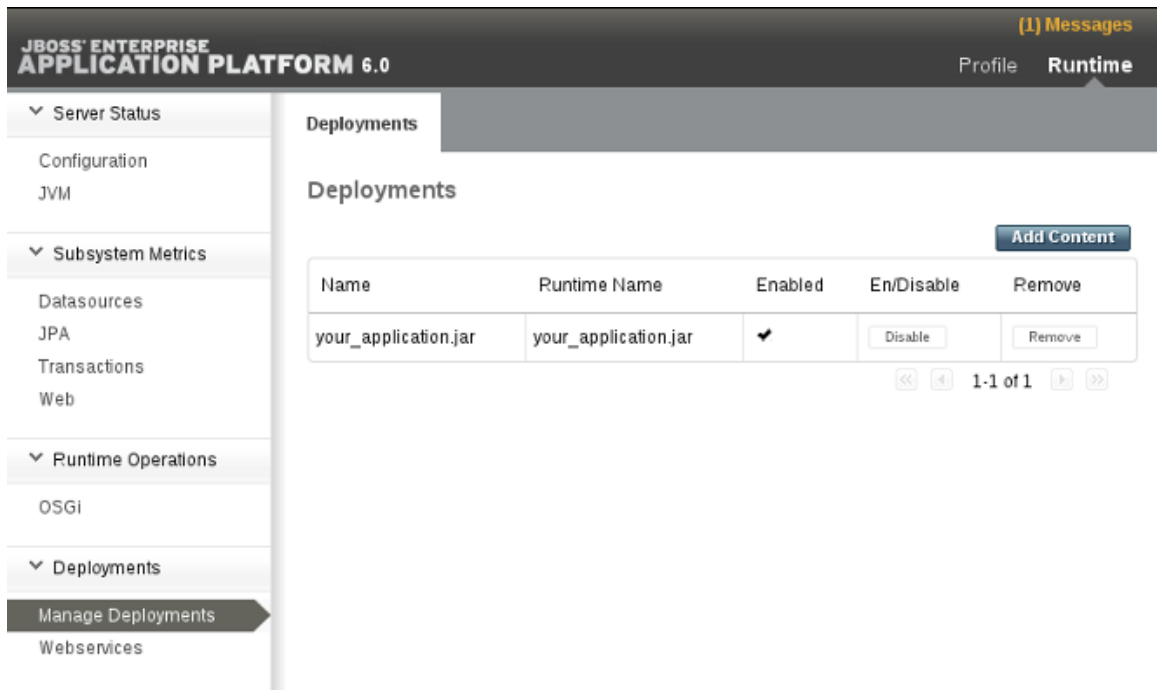 (1) Messages
JBOSS' ENTERPRISE
APPLICATION PLATFORM 6.0
Profile Runtime
Server Status
Configuration
JVM
Subsystem Metrics
Datasources
JPA
Transactions
Web
Runtime Operations
OSGi
Deployments
Manage Deployments
Webservices
Deployments
Deployments
Add Content
Name Runtime Name Enabled En/Disable Remove
your_application.jar your_application.jar ✔ Disable Remove
1-1 of 1